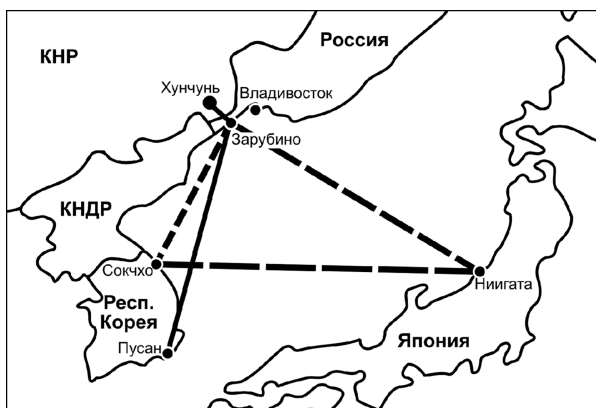 Россия
КНР
Хунчунь
Владивосток
Зарубино
КНДР
Сокчхо
Ниигата
Респ.
Корея
Пусан
Япония